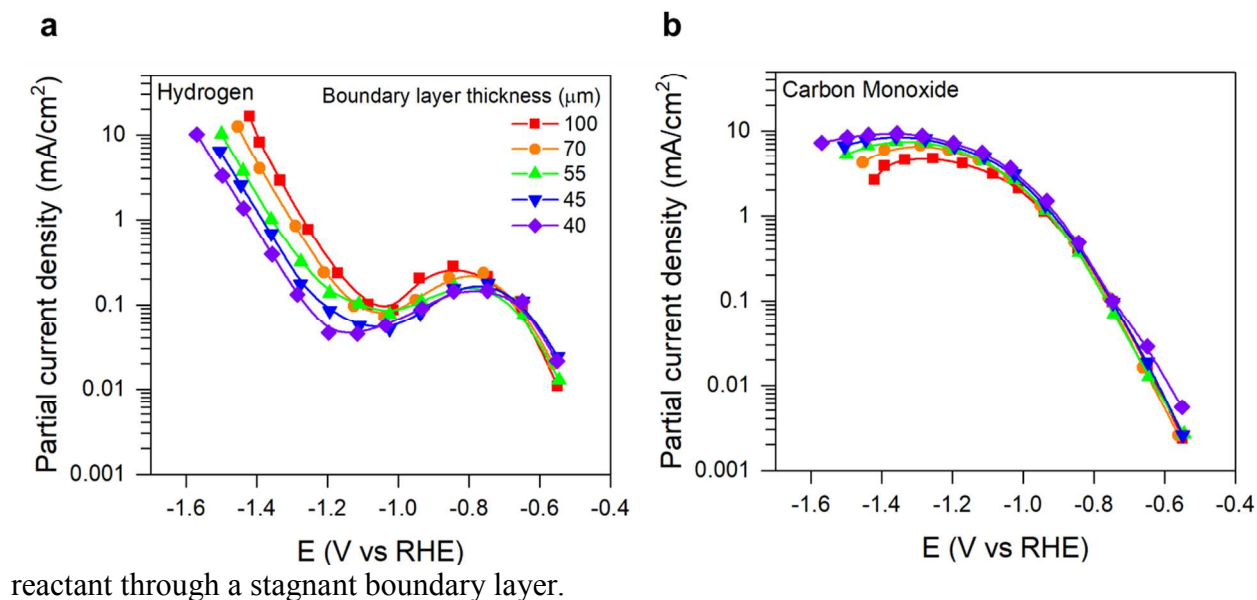 a
Hydrogen
Boundary layer thickness (μm)
100
70
55
45
40
10
1
0.1
0.01
0.001
-1.6 -1.4 -1.2 -1.0 -0.8 -0.6 -0.4
Partial current density (mA/cm²)
E (V vs RHE)
b
Carbon Monoxide
10
1
0.1
0.01
0.001
-1.6 -1.4 -1.2 -1.0 -0.8 -0.6 -0.4
Partial current density (mA/cm²)
E (V vs RHE)
reactant through a stagnant boundary layer.